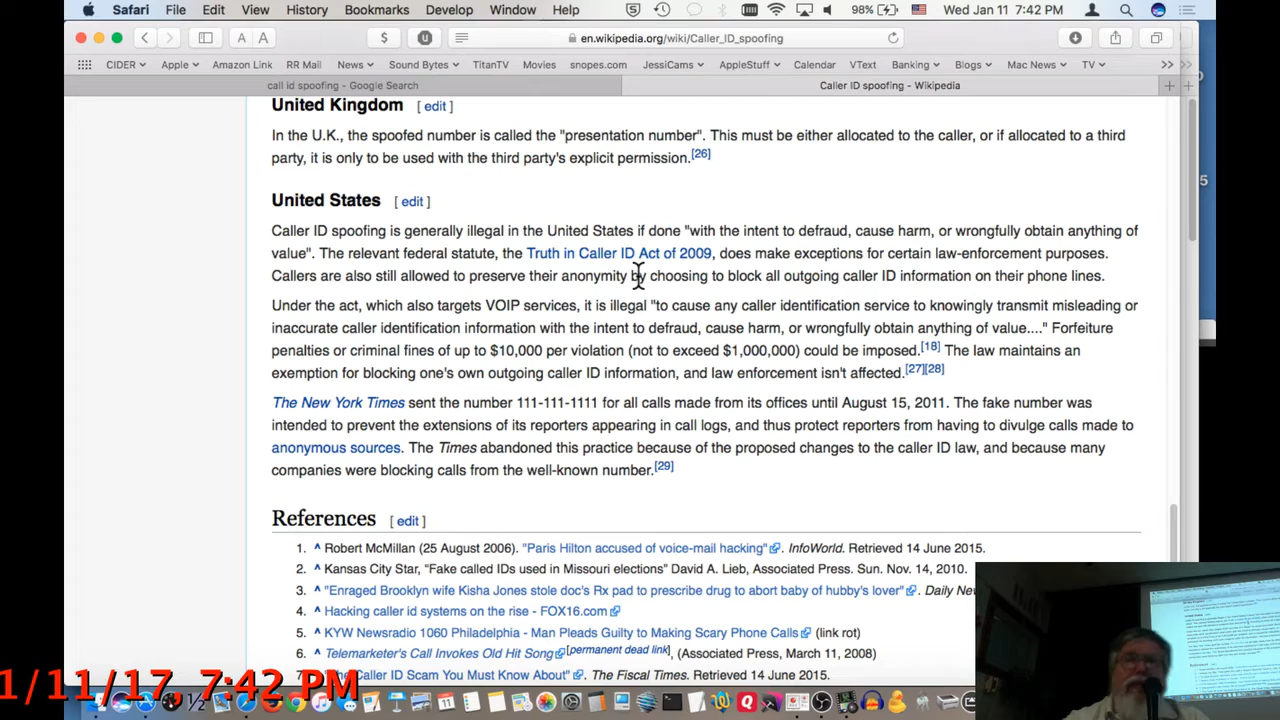 Safari File Edit View History Bookmarks Develop Window Help 98% Wed Jan 11 7:42 PM
A A $ en.wikipedia.org/wiki/Caller_ID_spoofing
CIDER Apple Amazon Link RR Mail News Sound Bytes TitanTV Movies snopes.com JessiCams AppleStuff Calendar VText Banking Blogs Mac News TV
call id spoofing - Google Search Caller ID spoofing - Wikipedia
United Kingdom [ edit ]
In the U.K., the spoofed number is called the "presentation number". This must be either allocated to the caller, or if allocated to a third
party, it is only to be used with the third party's explicit permission.[26]
United States [ edit ]
Caller ID spoofing is generally illegal in the United States if done "with the intent to defraud, cause harm, or wrongfully obtain anything of
value". The relevant federal statute, the Truth in Caller ID Act of 2009, does make exceptions for certain law-enforcement purposes.
Callers are also still allowed to preserve their anonymity by choosing to block all outgoing caller ID information on their phone lines.
Under the act, which also targets VOIP services, it is illegal "to cause any caller identification service to knowingly transmit misleading or
inaccurate caller identification information with the intent to defraud, cause harm, or wrongfully obtain anything of value...." Forfeiture
penalties or criminal fines of up to $10,000 per violation (not to exceed $1,000,000) could be imposed.[18] The law maintains an
exemption for blocking one's own outgoing caller ID information, and law enforcement isn't affected.[27][28]
The New York Times sent the number 111-111-1111 for all calls made from its offices until August 15, 2011. The fake number was
intended to prevent the extensions of its reporters appearing in call logs, and thus protect reporters from having to divulge calls made to
anonymous sources. The Times abandoned this practice because of the proposed changes to the caller ID law, and because many
companies were blocking calls from the well-known number.[29]
References [ edit ]
1. ^ Robert McMillan (25 August 2006). "Paris Hilton accused of voice-mail hacking". InfoWorld. Retrieved 14 June 2015.
2. ^ Kansas City Star, "Fake called IDs used in Missouri elections" David A. Lieb, Associated Press. Sun. Nov. 14, 2010.
3. ^ "Enraged Brooklyn wife Kisha Jones stole doc's Rx pad to prescribe drug to abort baby of hubby's lover". Daily
4. ^ Hacking caller id systems on the rise - FOX16.com
5. ^ KYW Newsradio 1060 Philadelphia - Man Pleads Guilty to Making Scary Phone Calls (link rot)
6. ^ Telemarketer's Call Invokes [permanent dead link], (Associated Press, March 11, 2008)
ller ID Scam You Must The Fiscal Times. Retrieved 14 June 2015.
1/11/17, 7:42 PM